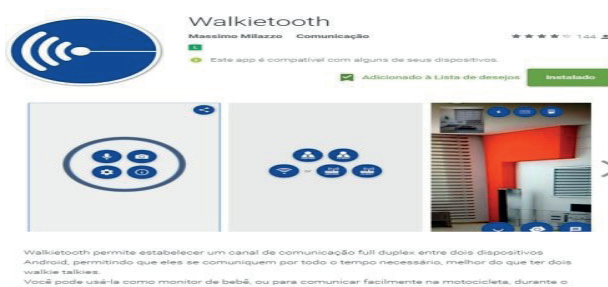 Walkietooth
Massimo Milazzo Comunicação 144
L
Este app é compatível com alguns de seus dispositivos.
Adicionado à Lista de desejos Instalado
Walkietooth permite estabelecer um canal de comunicação full duplex entre dois dispositivos
Android, permitindo que eles se comuniquem por todo o tempo necessário, melhor do que ter dois
walkie talkies.
Você pode usá-la como monitor de bebê, ou para comunicar facilmente na motocicleta, durante o